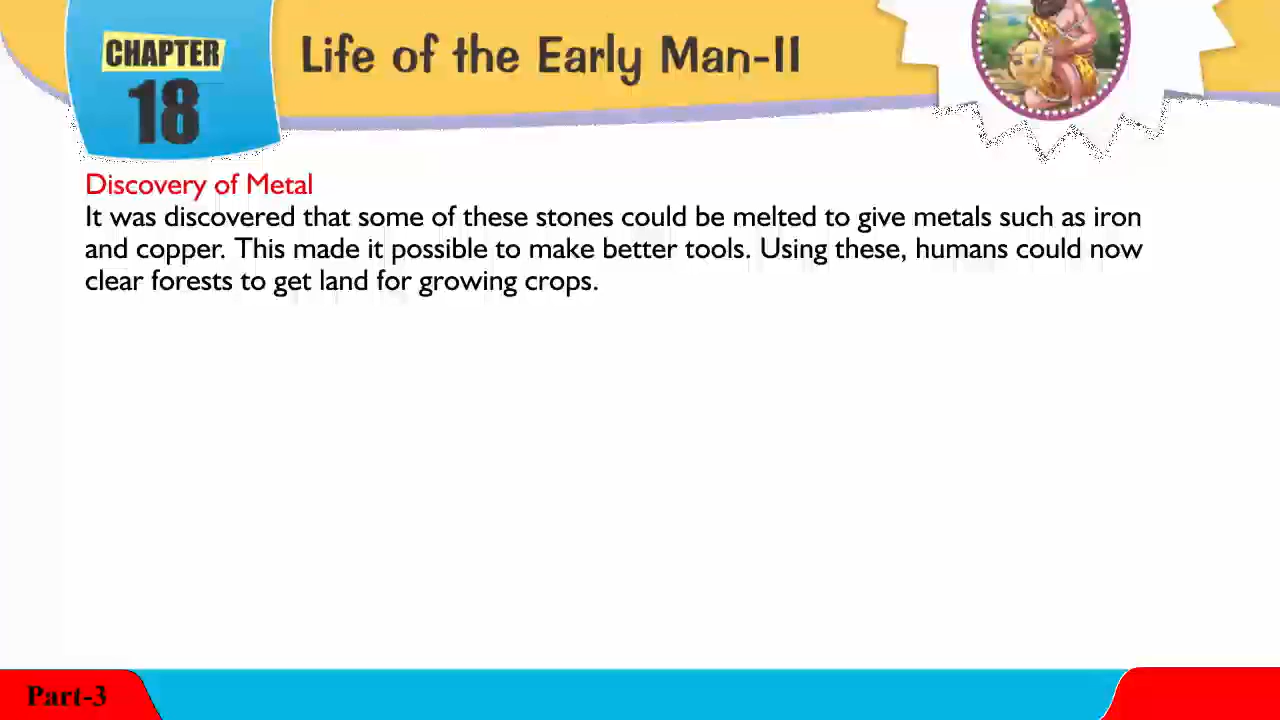 CHAPTER
18
Life of the Early Man-II
Discovery of Metal
It was discovered that some of these stones could be melted to give metals such as iron
and copper. This made it possible to make better tools. Using these, humans could now
clear forests to get land for growing crops.
Part-3